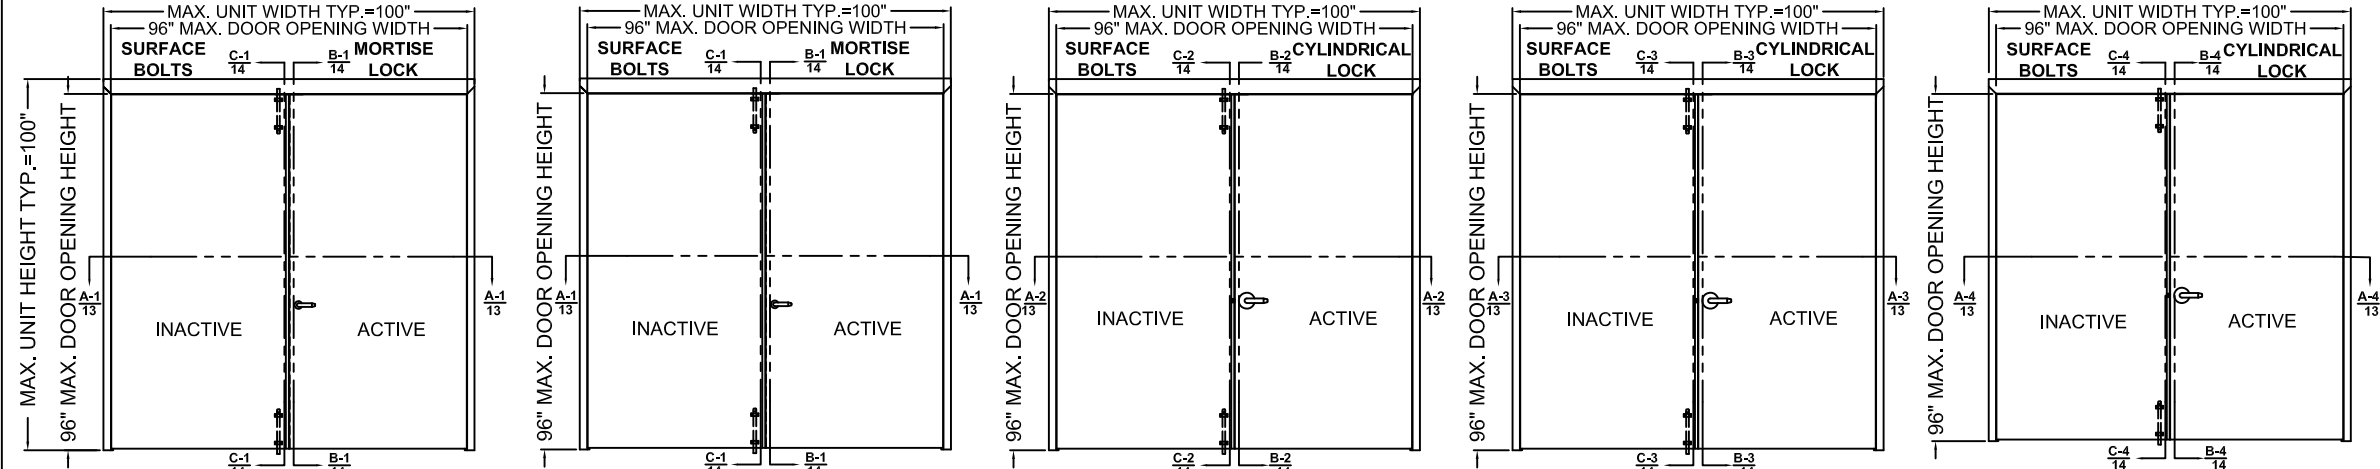 MAX. UNIT WIDTH TYP.=100"
96" MAX. DOOR OPENING WIDTH
SURFACE BOLTS
C-1
14
B-1
14
MORTISE LOCK
MAX. UNIT HEIGHT TYP.=100"
96" MAX. DOOR OPENING HEIGHT
A-1
13
A-1
13
INACTIVE
ACTIVE
C-1
14
B-1
14
MAX. UNIT WIDTH TYP.=100"
96" MAX. DOOR OPENING WIDTH
SURFACE BOLTS
C-1
14
B-1
14
MORTISE LOCK
96" MAX. DOOR OPENING HEIGHT
A-1
13
A-1
13
INACTIVE
ACTIVE
C-1
14
B-1
14
MAX. UNIT WIDTH TYP.=100"
96" MAX. DOOR OPENING WIDTH
SURFACE BOLTS
C-2
14
B-2
14
CYLINDRICAL LOCK
96" MAX. DOOR OPENING HEIGHT
A-2
13
A-2
13
INACTIVE
ACTIVE
C-2
14
B-2
14
MAX. UNIT WIDTH TYP.=100"
96" MAX. DOOR OPENING WIDTH
SURFACE BOLTS
C-3
14
B-3
14
CYLINDRICAL LOCK
96" MAX. DOOR OPENING HEIGHT
A-3
13
A-3
13
INACTIVE
ACTIVE
C-3
14
B-3
14
MAX. UNIT WIDTH TYP.=100"
96" MAX. DOOR OPENING WIDTH
SURFACE BOLTS
C-4
14
B-4
14
CYLINDRICAL LOCK
96" MAX. DOOR OPENING HEIGHT
A-4
13
A-4
13
INACTIVE
ACTIVE
C-4
14
B-4
14